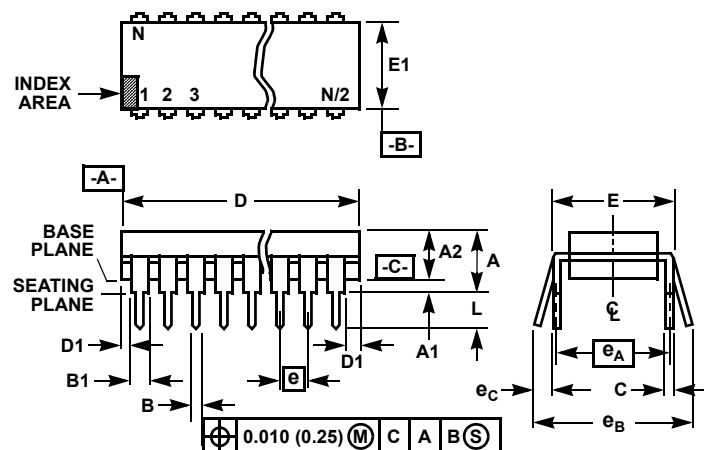 N
E1
INDEX
AREA
1 2 3 N/2
-B-
-A-
D
E
BASE
PLANE
A2
A
-C-
SEATING
PLANE
L
C L
D1
A1
D1
e
eA
B1
eC
C
B
eB
0.010 (0.25) M C A B S